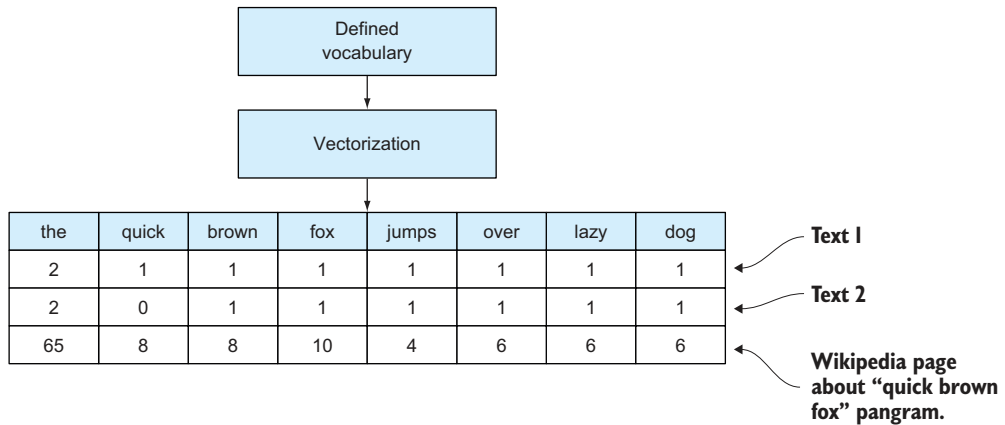 Defined
vocabulary
Vectorization
the quick brown fox jumps over lazy dog
2 1 1 1 1 1 1 1
2 0 1 1 1 1 1 1
65 8 8 10 4 6 6 6
Text 1
Text 2
Wikipedia page
about “quick brown
fox” pangram.